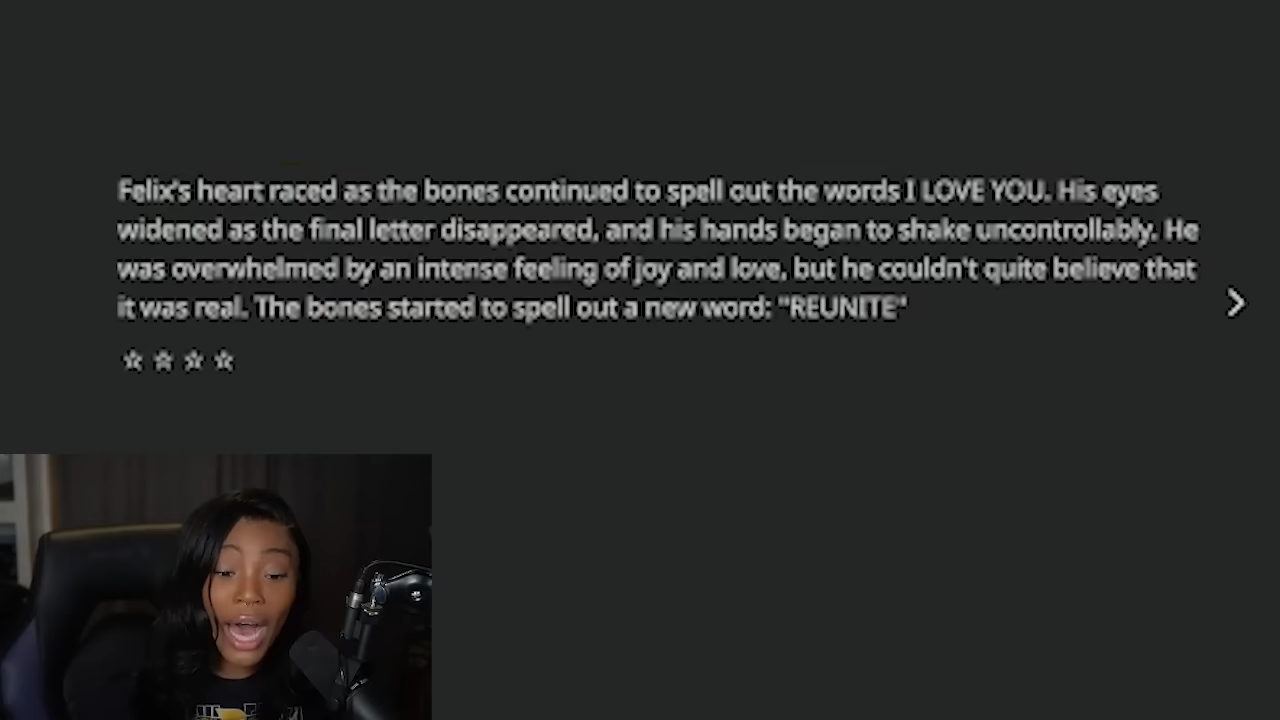 Felix's heart raced as the bones continued to spell out the words I LOVE YOU. His eyes
widened as the final letter disappeared, and his hands began to shake uncontrollably. He
was overwhelmed by an intense feeling of joy and love, but he couldn't quite believe that
it was real. The bones started to spell out a new word: "REUNITE"